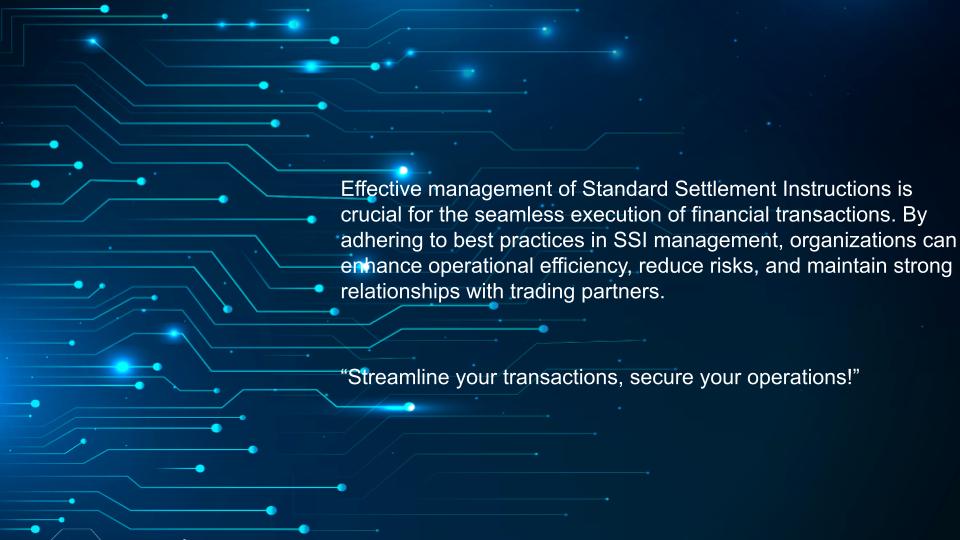 Effective management of Standard Settlement Instructions is
crucial for the seamless execution of financial transactions. By
adhering to best practices in SSI management, organizations can
enhance operational efficiency, reduce risks, and maintain strong
relationships with trading partners.
“Streamline your transactions, secure your operations!”